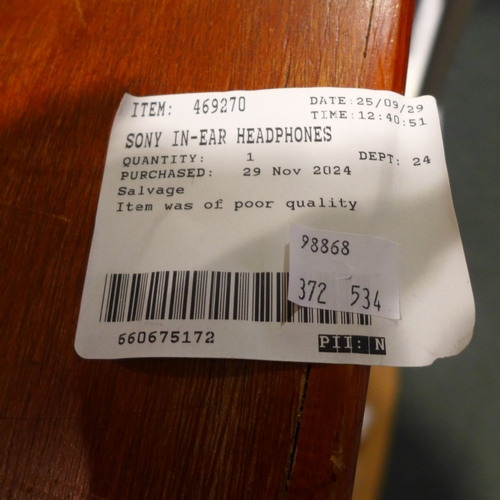 ITEM: 469270
DATE:25/09/29
TIME:12:40:51
SONY IN-EAR HEADPHONES
QUANTITY: 1 DEPT: 24
PURCHASED: 29 Nov 2024
Salvage
Item was of poor quality
98868
372 534
660675172
PII: N